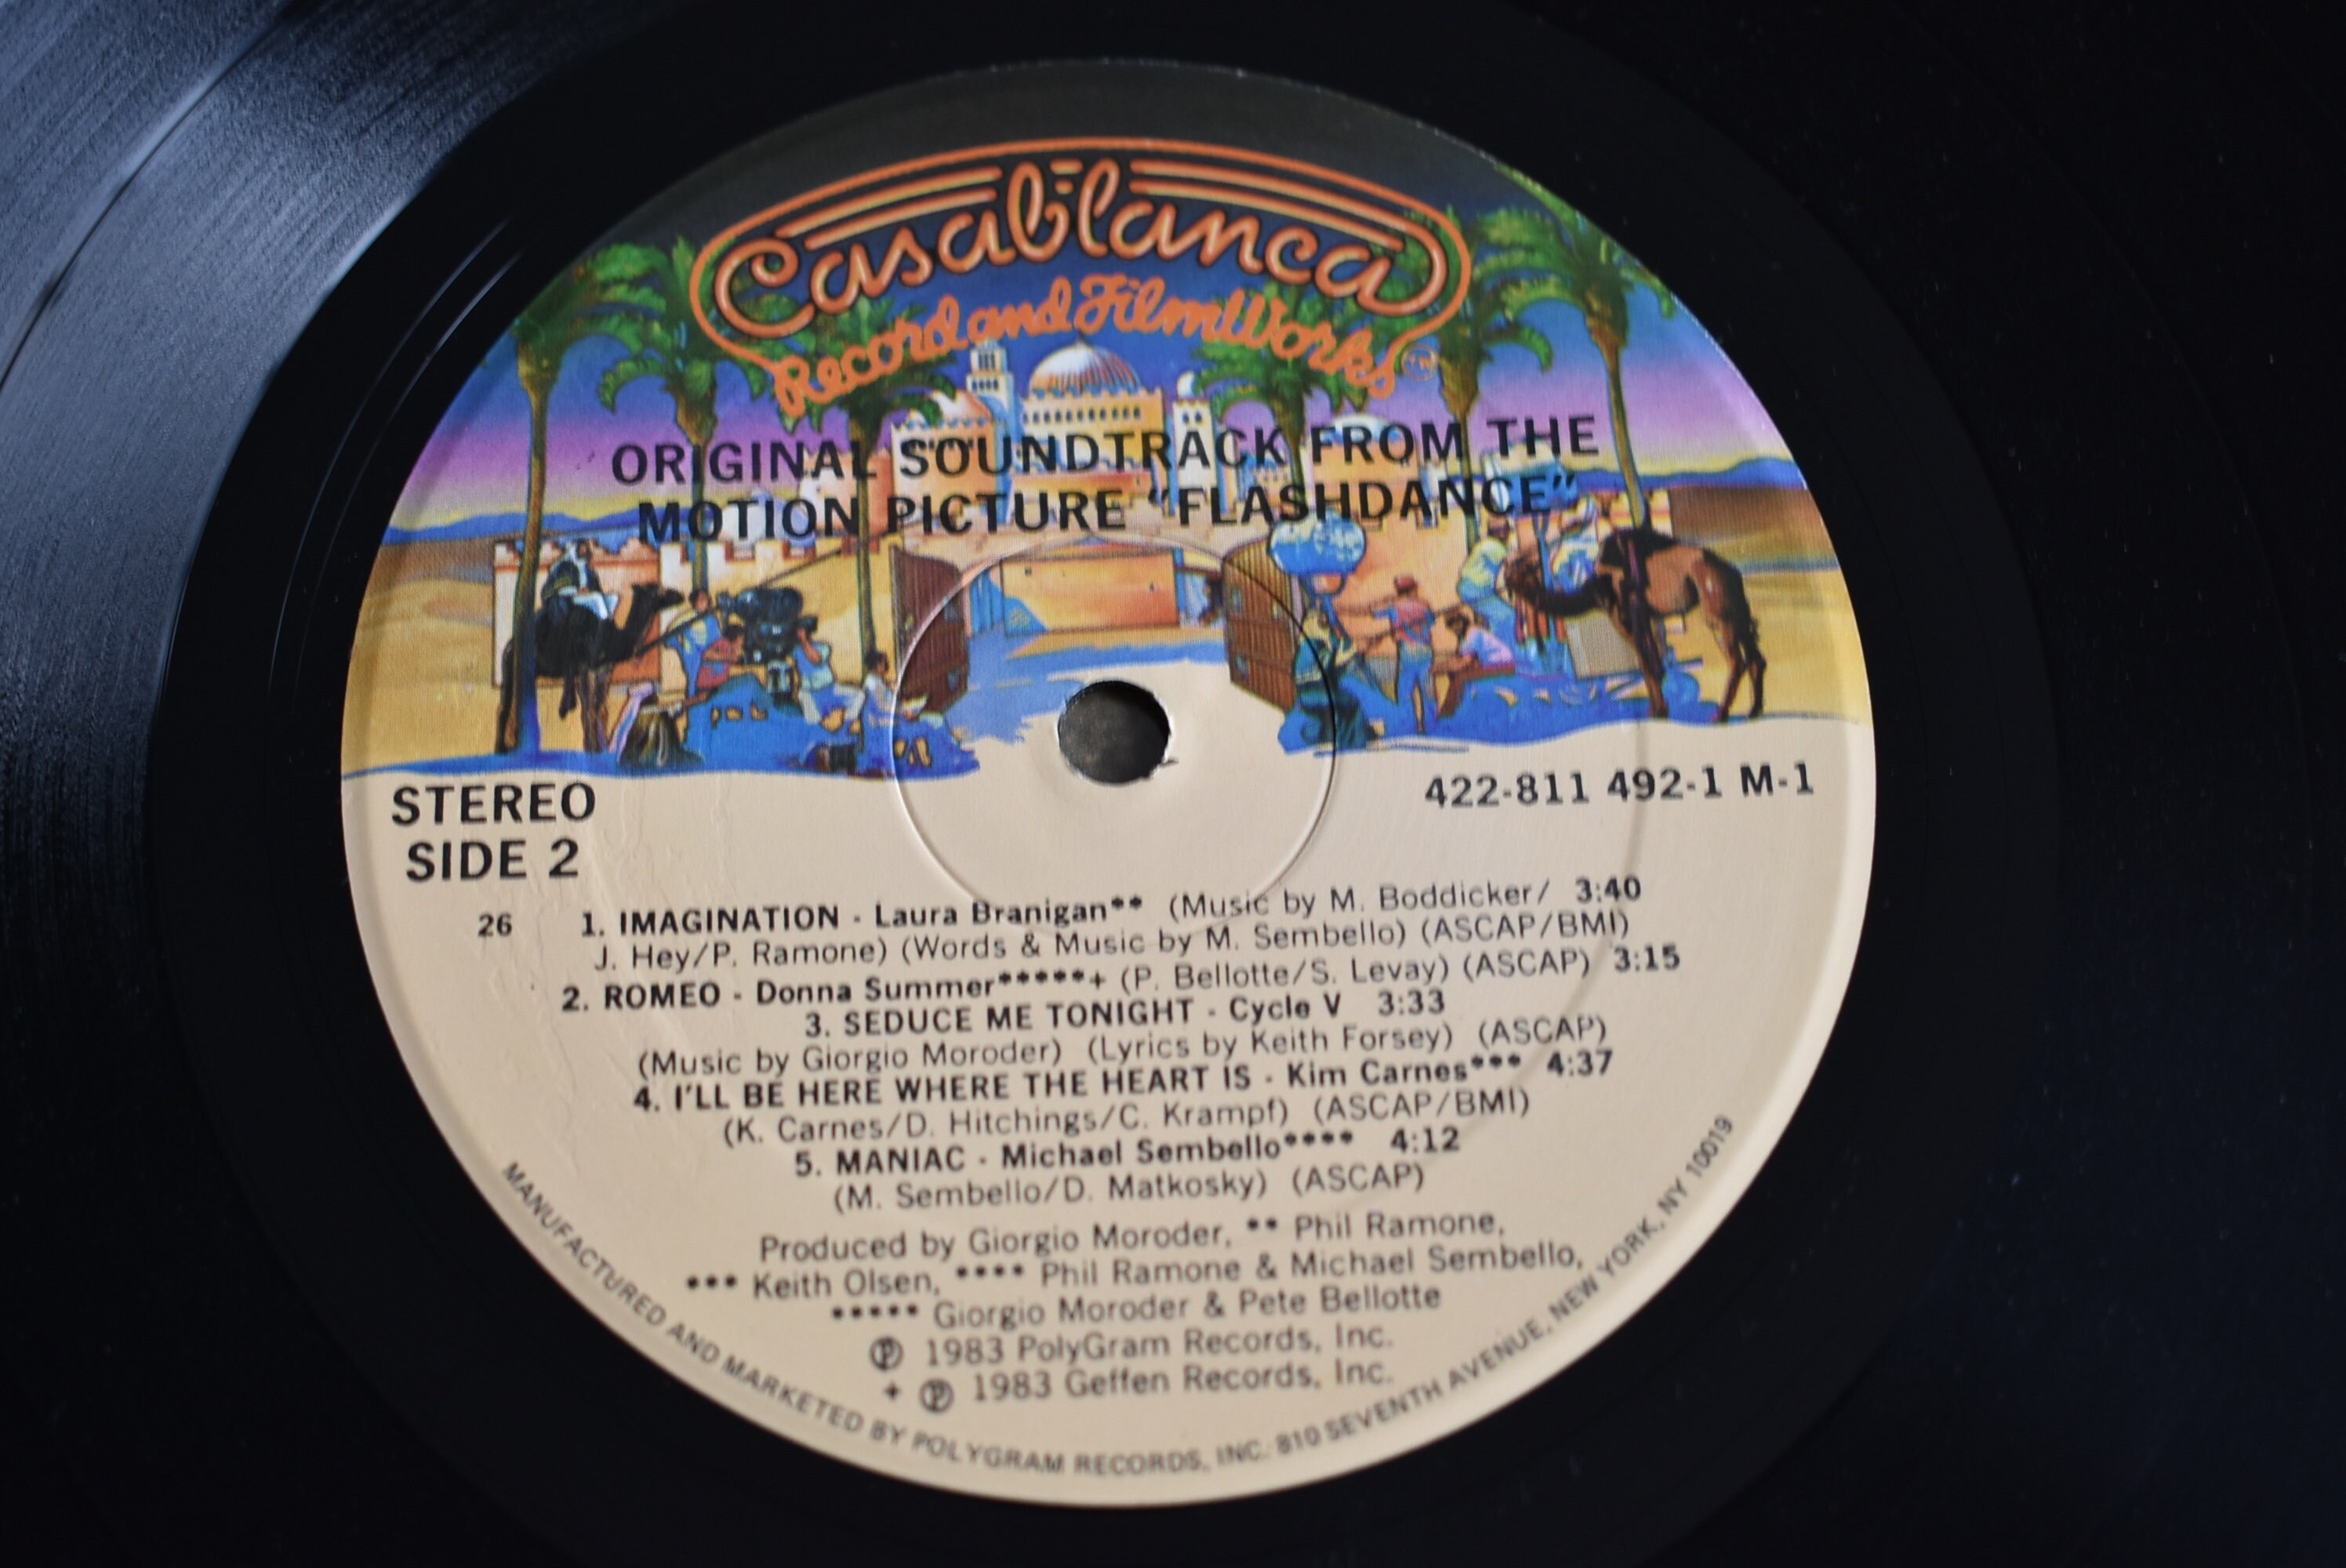 Casablanca
Record and FilmWorks
ORIGINAL SOUNDTRACK FROM THE
MOTION PICTURE "FLASHDANCE"
STEREO
SIDE 2
422-811 492-1 M-1
26
1. IMAGINATION - Laura Branigan** (Music by M. Boddicker/ 3:40
J. Hey/P. Ramone) (Words & Music by M. Sembello) (ASCAP/BMI)
2. ROMEO - Donna Summer*****+ (P. Bellotte/S. Levay) (ASCAP) 3:15
3. SEDUCE ME TONIGHT - Cycle V 3:33
(Music by Giorgio Moroder) (Lyrics by Keith Forsey) (ASCAP)
4. I'LL BE HERE WHERE THE HEART IS - Kim Carnes*** 4:37
(K. Carnes/D. Hitchings/C. Krampf) (ASCAP/BMI)
5. MANIAC - Michael Sembello**** 4:12
(M. Sembello/D. Matkosky) (ASCAP)
Produced by Giorgio Moroder, ** Phil Ramone,
*** Keith Olsen, **** Phil Ramone & Michael Sembello,
***** Giorgio Moroder & Pete Bellotte
℗ 1983 PolyGram Records, Inc.
+ ℗ 1983 Geffen Records, Inc.
MANUFACTURED AND MARKETED BY POLYGRAM RECORDS, INC. 810 SEVENTH AVENUE, NEW YORK, NY 10019